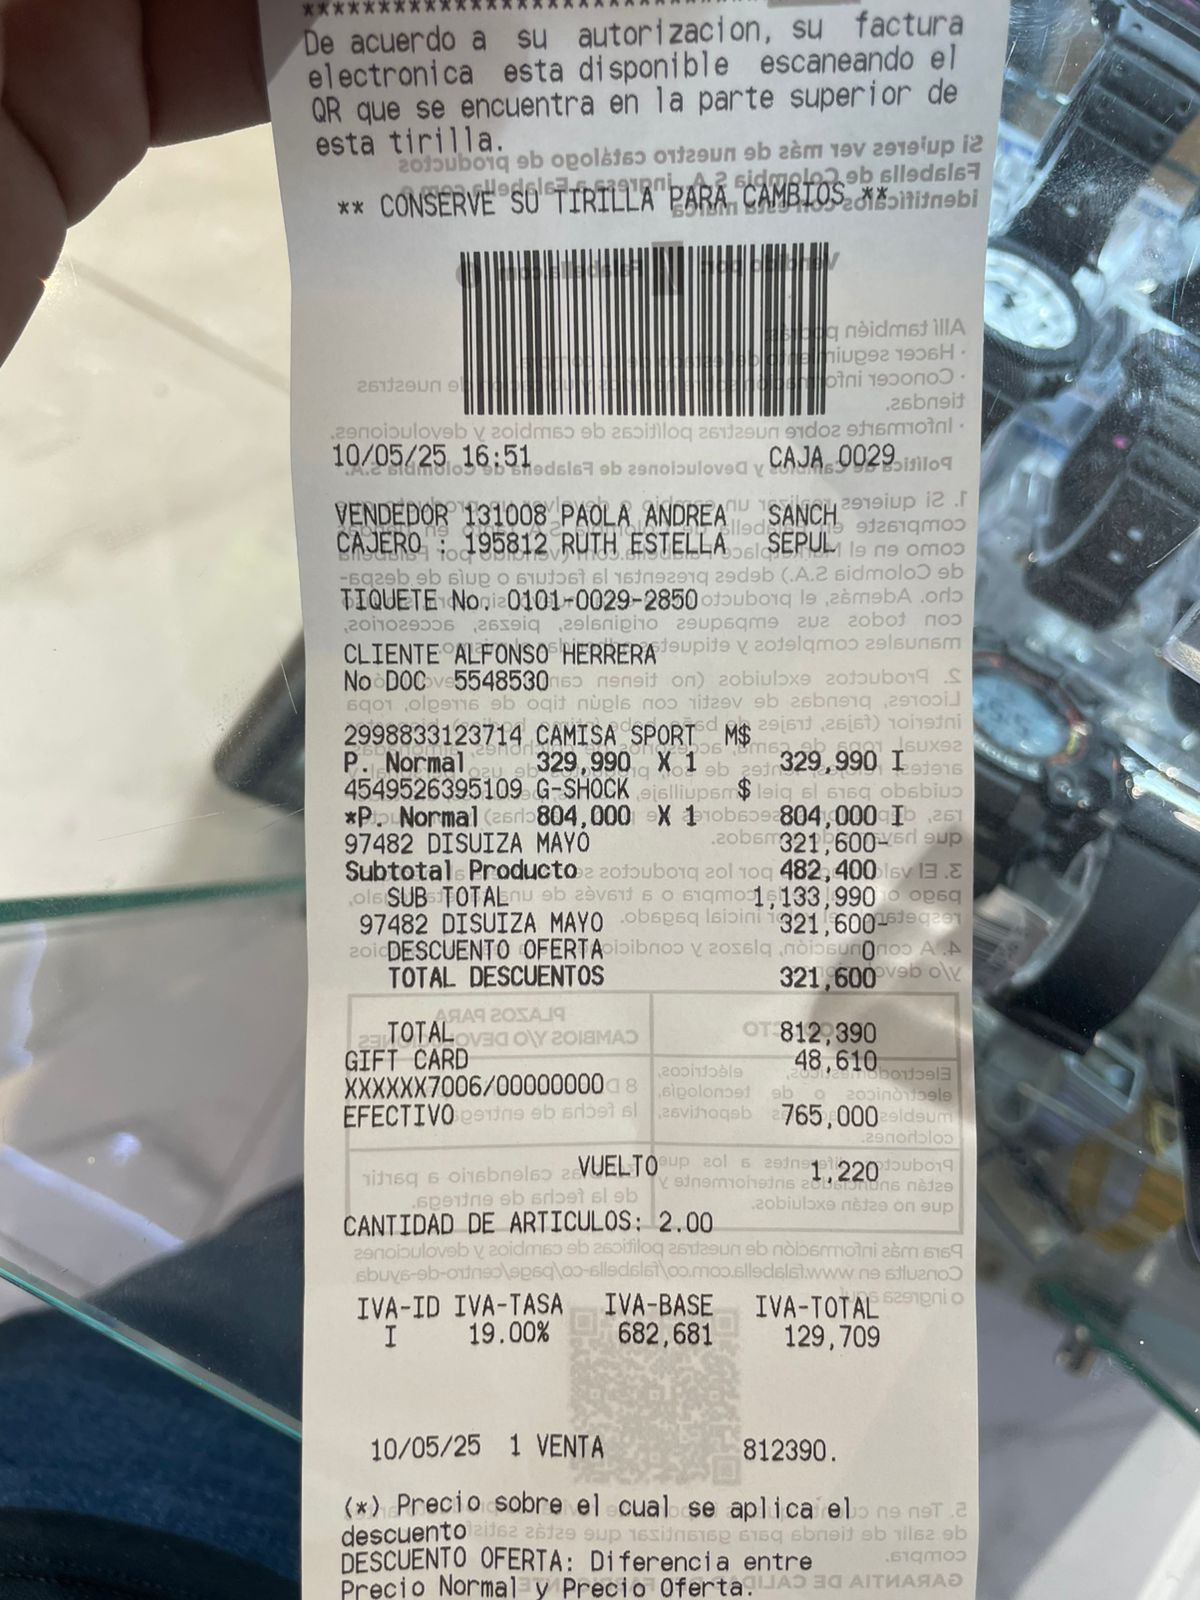 De acuerdo a su autorizacion, su factura
electronica esta disponible escaneando el
QR que se encuentra en la parte superior de
esta tirilla.
** CONSERVE SU TIRILLA PARA CAMBIOS **
10/05/25 16:51 CAJA 0029
VENDEDOR 131008 PAOLA ANDREA SANCH
CAJERO : 195812 RUTH ESTELLA SEPUL
TIQUETE No. 0101-0029-2850
CLIENTE ALFONSO HERRERA
No DOC 5548530
2998833123714 CAMISA SPORT M$
P. Normal 329,990 X 1 329,990 I
4549526395109 G-SHOCK $
*P. Normal 804,000 X 1 804,000 I
97482 DISUIZA MAYO 321,600-
Subtotal Producto 482,400
SUB TOTAL 1,133,990
97482 DISUIZA MAYO 321,600-
DESCUENTO OFERTA 0
TOTAL DESCUENTOS 321,600
TOTAL 812,390
GIFT CARD 48,610
XXXXXX7006/00000000
EFECTIVO 765,000
VUELTO 1,220
CANTIDAD DE ARTICULOS: 2.00
IVA-ID IVA-TASA IVA-BASE IVA-TOTAL
I 19.00% 682,681 129,709
10/05/25 1 VENTA 812390.
(*) Precio sobre el cual se aplica el
descuento
DESCUENTO OFERTA: Diferencia entre
Precio Normal y Precio Oferta.